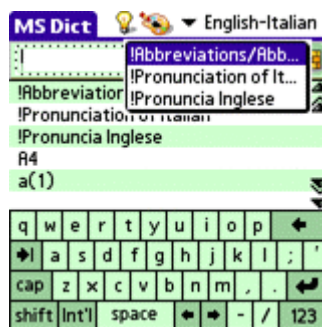 MS Dict English-Italian
!Abbreviations/Abb...
!Pronunciation of It...
!Pronuncia Inglese
!Abbreviation
!Pronunciation of Italian
!Pronuncia Inglese
A4
a(1)
q w e r t y u i o p
a s d f g h j k l ; '
cap z x c v b n m , .
shift Int'l space - / 123